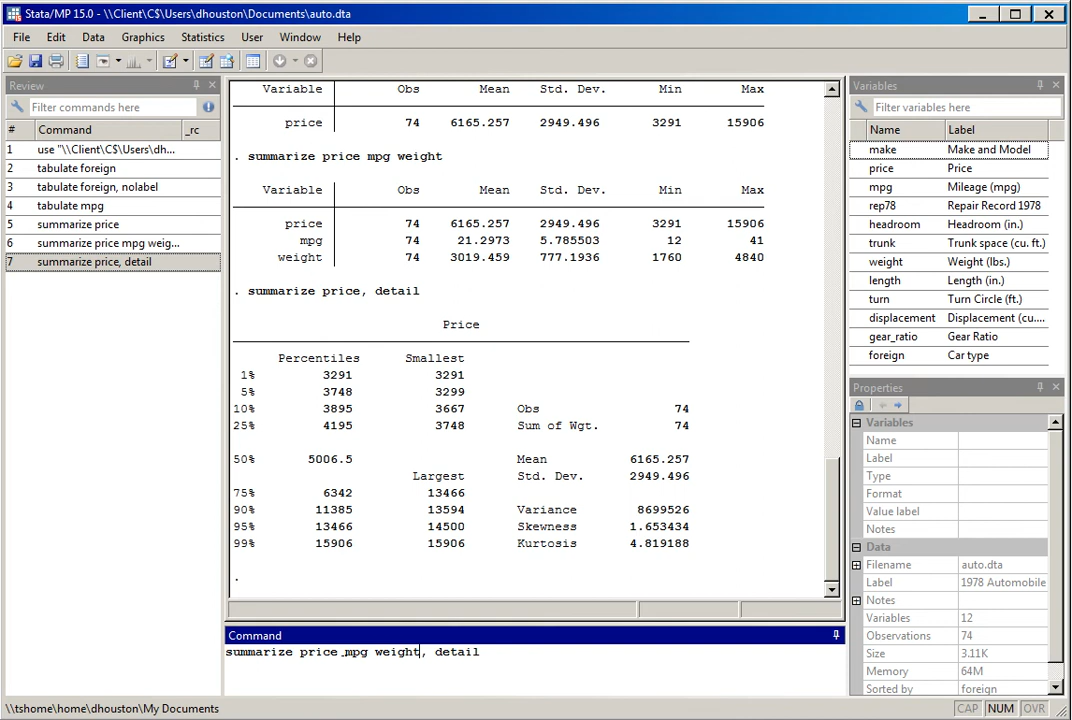 Stata/MP 15.0 - \\Client\C$\Users\dhouston\Documents\auto.dta
File Edit Data Graphics Statistics User Window Help
Review
Filter commands here
# Command _rc
1 use "\\Client\C$\Users\dh...
2 tabulate foreign
3 tabulate foreign, nolabel
4 tabulate mpg
5 summarize price
6 summarize price mpg weig...
7 summarize price, detail
Variable Obs Mean Std. Dev. Min Max
price 74 6165.257 2949.496 3291 15906
. summarize price mpg weight
Variable Obs Mean Std. Dev. Min Max
price 74 6165.257 2949.496 3291 15906
mpg 74 21.2973 5.785503 12 41
weight 74 3019.459 777.1936 1760 4840
. summarize price, detail
Price
Percentiles Smallest
1% 3291 3291
5% 3748 3299
10% 3895 3667 Obs 74
25% 4195 3748 Sum of Wgt. 74
50% 5006.5 Mean 6165.257
Largest Std. Dev. 2949.496
75% 6342 13466
90% 11385 13594 Variance 8699526
95% 13466 14500 Skewness 1.653434
99% 15906 15906 Kurtosis 4.819188
.
Command
summarize price mpg weight, detail
Variables
Filter variables here
Name Label
make Make and Model
price Price
mpg Mileage (mpg)
rep78 Repair Record 1978
headroom Headroom (in.)
trunk Trunk space (cu. ft.)
weight Weight (lbs.)
length Length (in.)
turn Turn Circle (ft.)
displacement Displacement (cu....
gear_ratio Gear Ratio
foreign Car type
Properties
Variables
Name
Label
Type
Format
Value label
Notes
Data
Filename auto.dta
Label 1978 Automobile
Notes
Variables 12
Observations 74
Size 3.11K
Memory 64M
Sorted by foreign
\\tshome\home\dhouston\My Documents
CAP NUM OVR